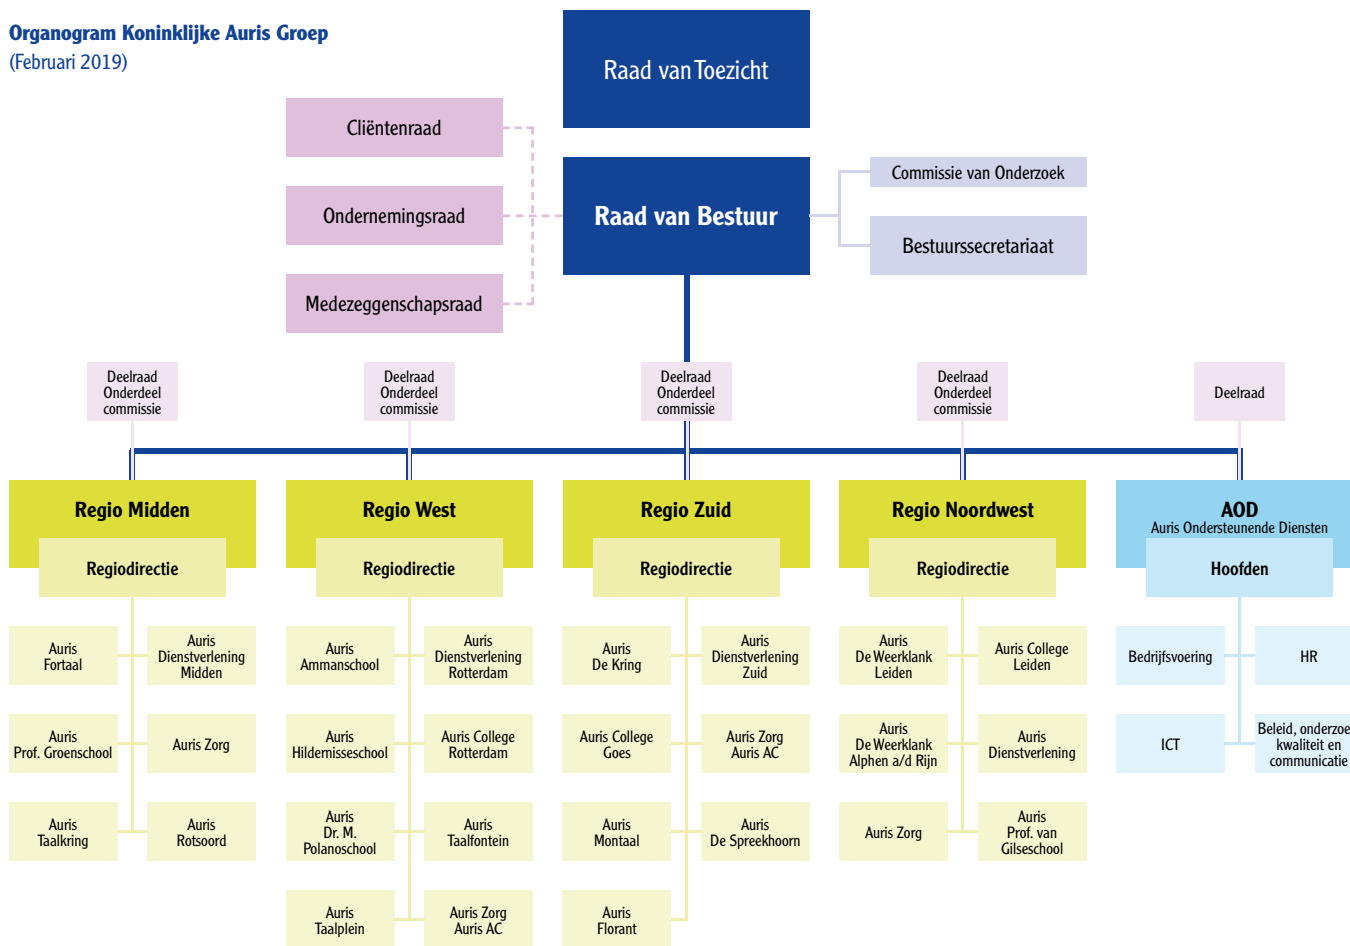 Organogram Koninklijke Auris Groep
(Februari 2019)
Raad van Toezicht
Cliëntenraad
Ondernemingsraad
Medezeggenschapsraad
Raad van Bestuur
Commissie van Onderzoek
Bestuurssecretariaat
Deelraad
Onderdeel
commissie
Deelraad
Onderdeel
commissie
Deelraad
Onderdeel
commissie
Deelraad
Onderdeel
commissie
Deelraad
Regio Midden
Regiodirectie
Auris
Fortaal
Auris
Dienstverlening
Midden
Auris
Prof. Groenschool
Auris Zorg
Auris
Taalkring
Auris
Rotsoord
Regio West
Regiodirectie
Auris
Ammanschool
Auris
Dienstverlening
Rotterdam
Auris
Hildernisseschool
Auris College
Rotterdam
Auris
Dr. M.
Polanoschool
Auris
Taalfontein
Auris
Taalplein
Auris Zorg
Auris AC
Regio Zuid
Regiodirectie
Auris
De Kring
Auris
Dienstverlening
Zuid
Auris College
Goes
Auris Zorg
Auris AC
Auris
Montaal
Auris
De Spreekhoorn
Auris
Florant
Regio Noordwest
Regiodirectie
Auris
De Weerklank
Leiden
Auris College
Leiden
Auris
De Weerklank
Alphen a/d Rijn
Auris
Dienstverlening
Auris Zorg
Auris
Prof. van
Gilseschool
AOD
Auris Ondersteunende Diensten
Hoofden
Bedrijfsvoering
HR
ICT
Beleid, onderzoe
kwaliteit en
communicatie